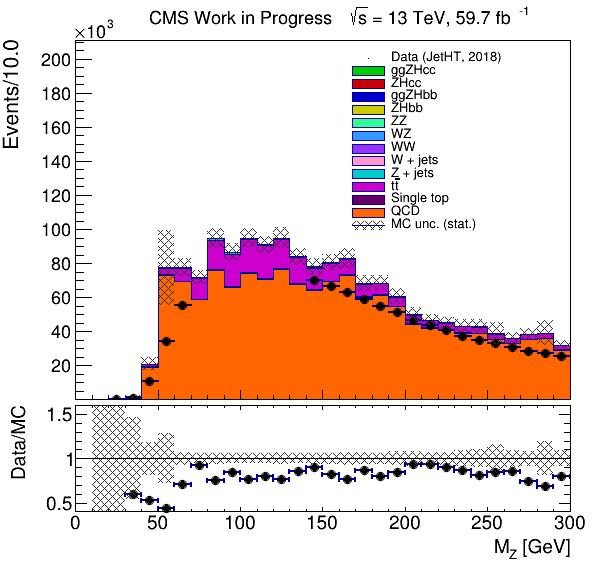 CMS Work in Progress √s = 13 TeV, 59.7 fb⁻¹
×10³
Events/10.0
200
180
160
140
120
100
80
60
40
20
Data (JetHT, 2018)
ggZHcc
ZHcc
ggZHbb
ZHbb
ZZ
WZ
WW
W + jets
Z + jets
tt̅
Single top
QCD
MC unc. (stat.)
Data/MC
1.5
1
0.5
0 50 100 150 200 250 300
M_Z [GeV]